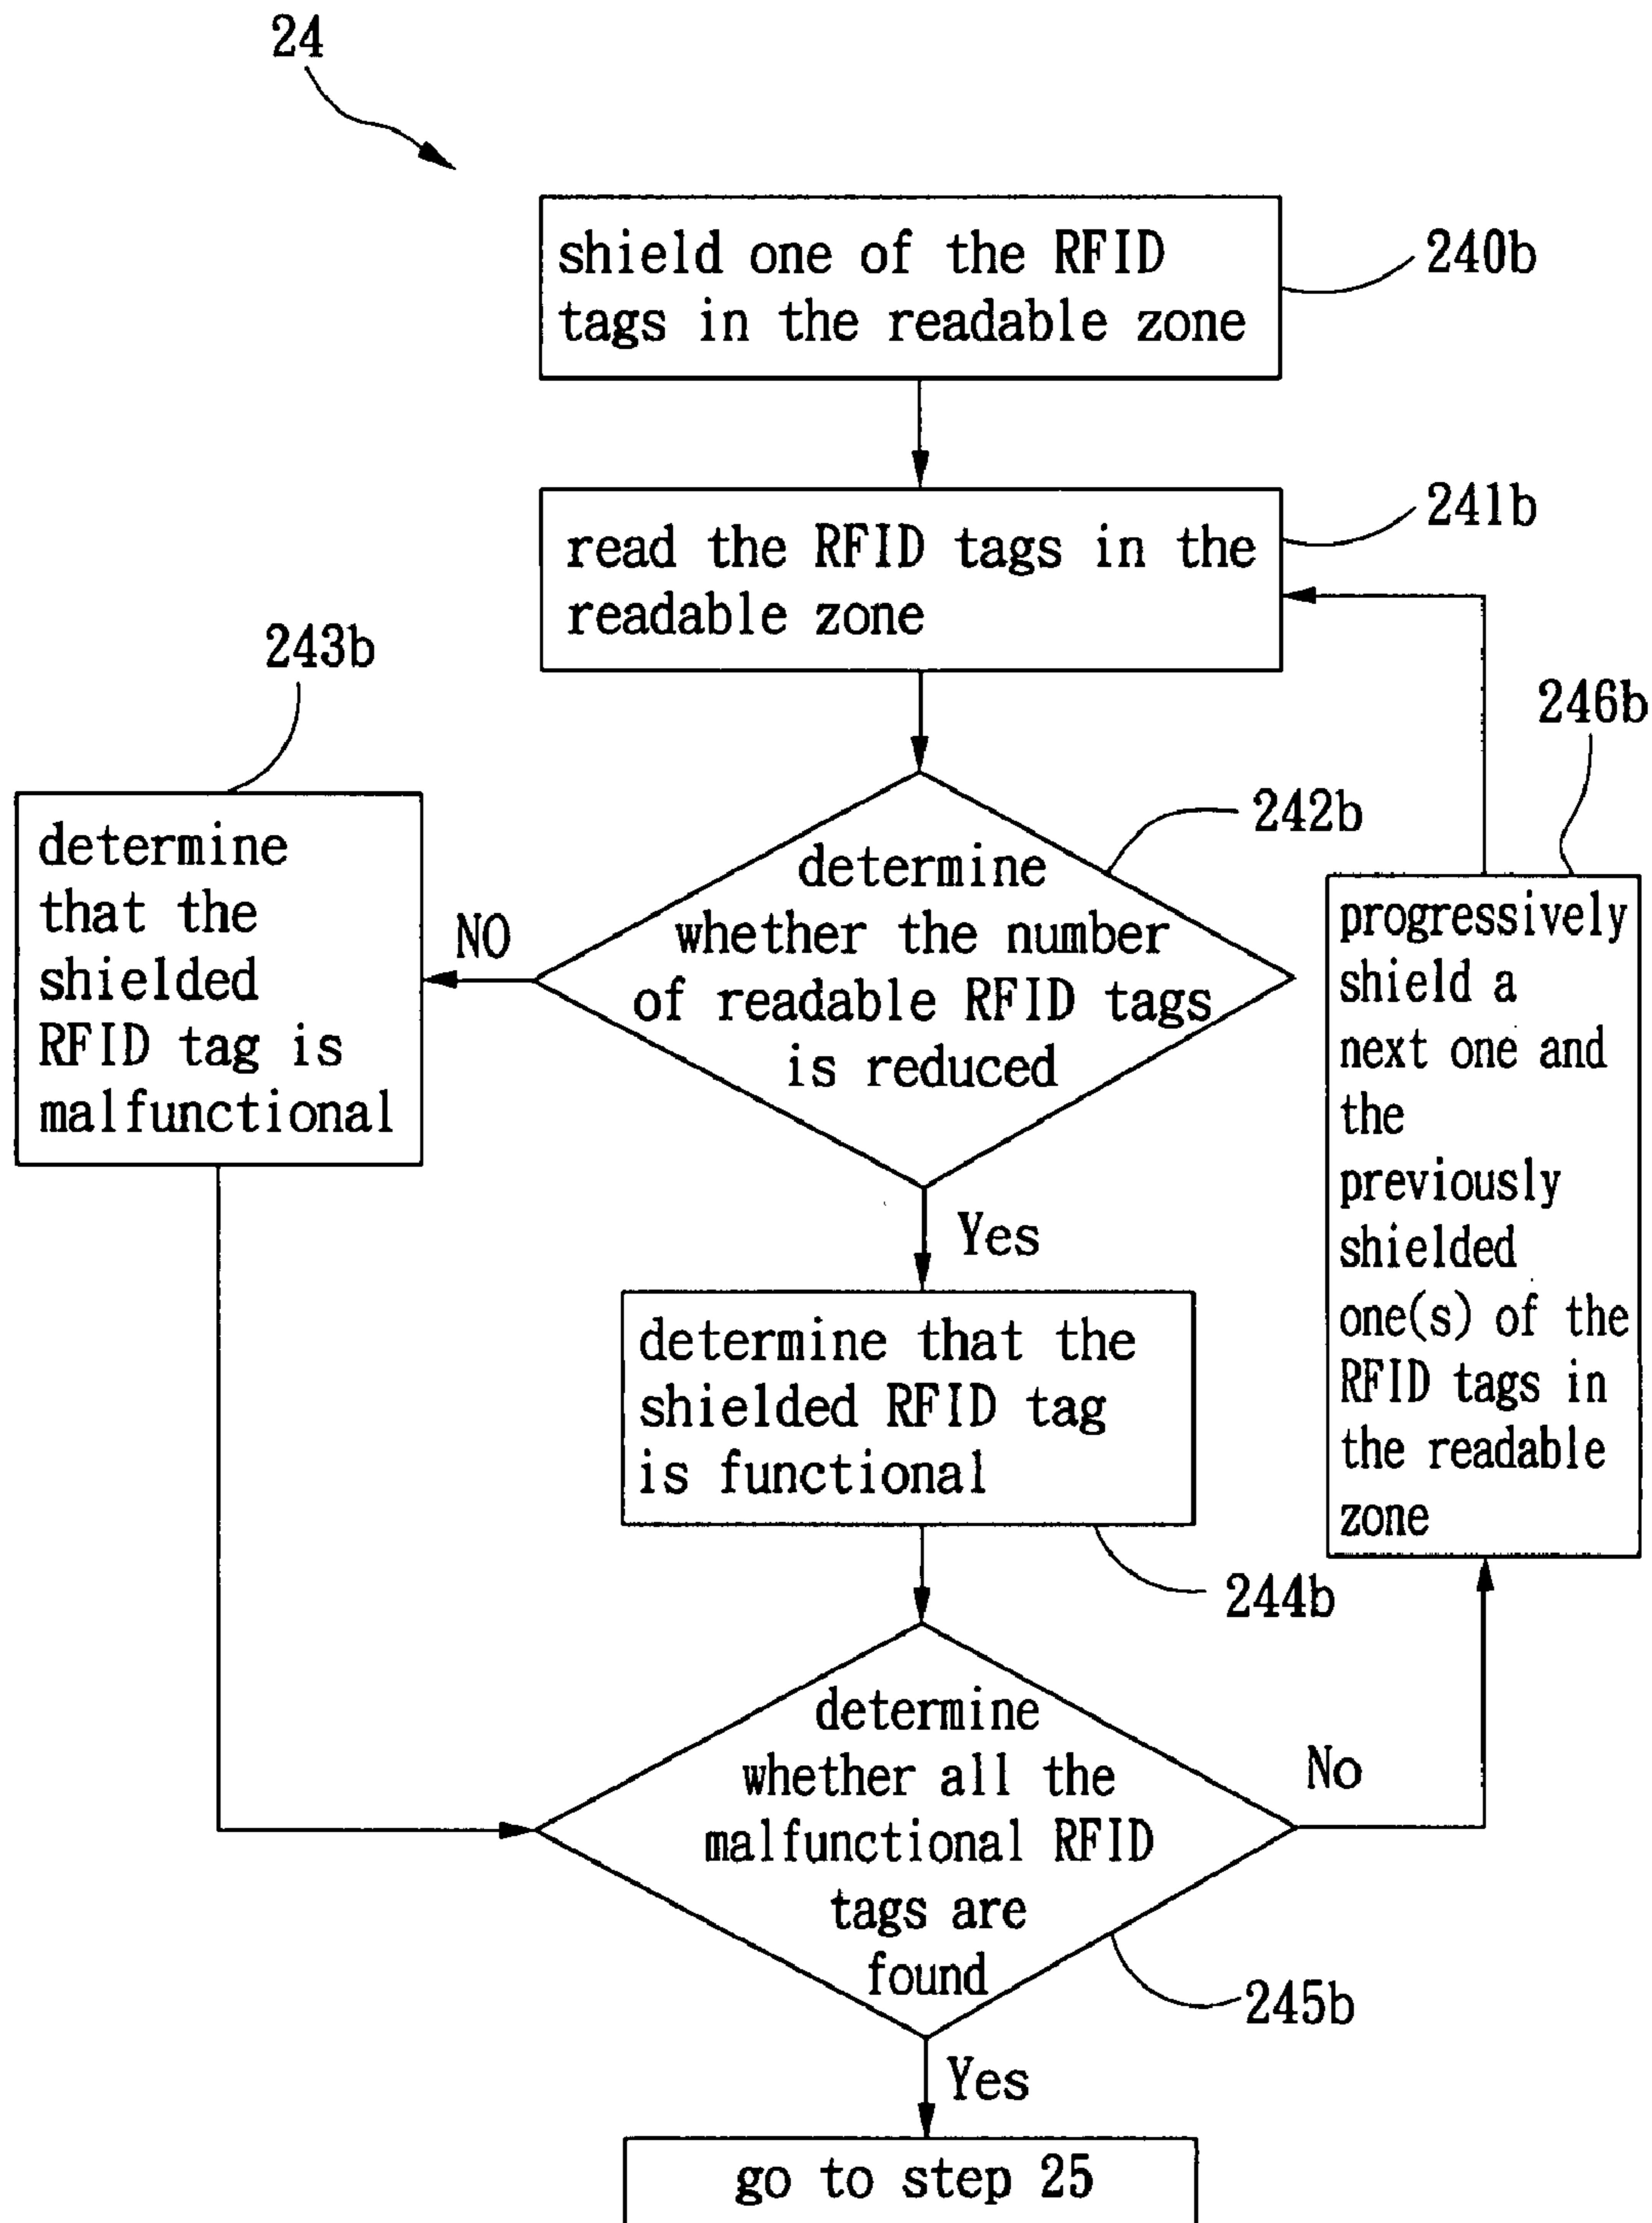 24
shield one of the RFID
tags in the readable zone
240b
read the RFID tags in the
readable zone
241b
243b
246b
determine
that the
shielded
RFID tag is
malfunctional
NO
242b
determine
whether the number
of readable RFID tags
is reduced
progressively
shield a
next one and
the
previously
shielded
one(s) of the
RFID tags in
the readable
zone
Yes
determine that the
shielded RFID tag
is functional
244b
determine
whether all the
malfunctional RFID
tags are
found
No
245b
Yes
go to step 25